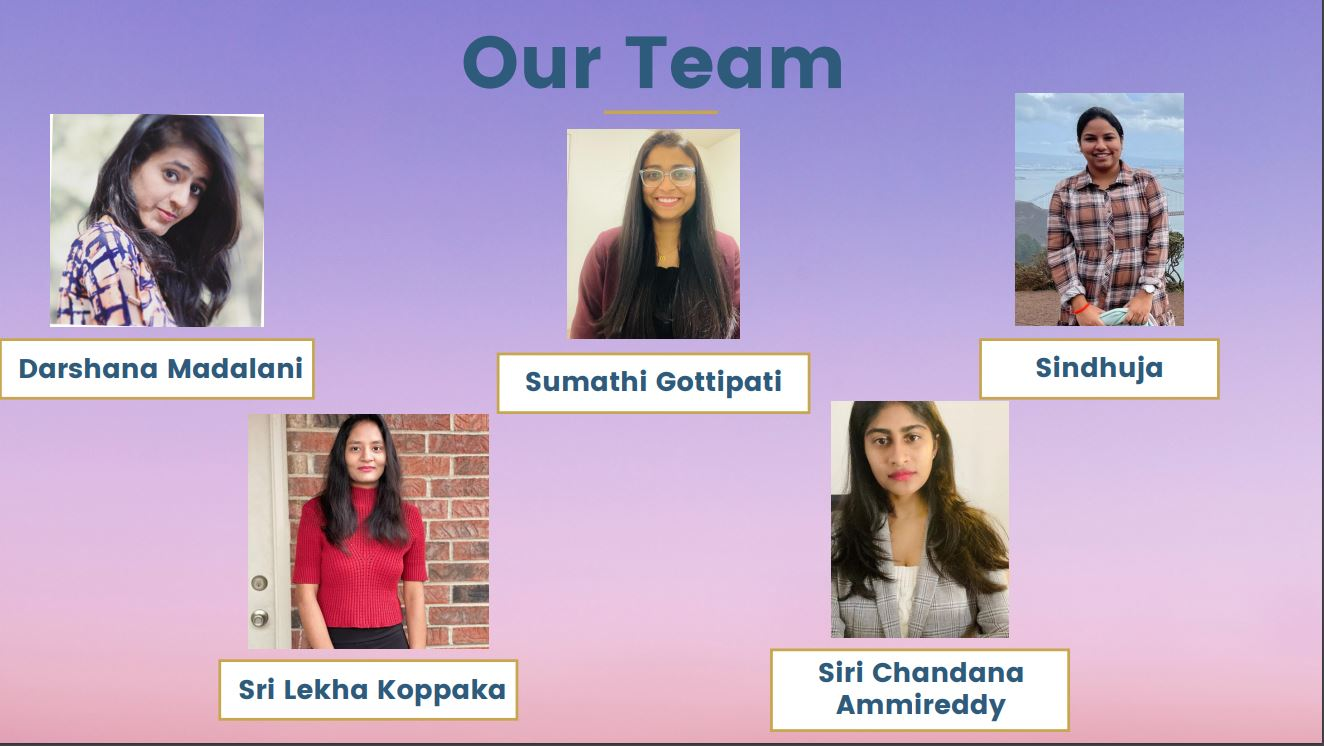 Our Team
Darshana Madalani
Sumathi Gottipati
Sindhuja
Sri Lekha Koppaka
Siri Chandana
Ammireddy